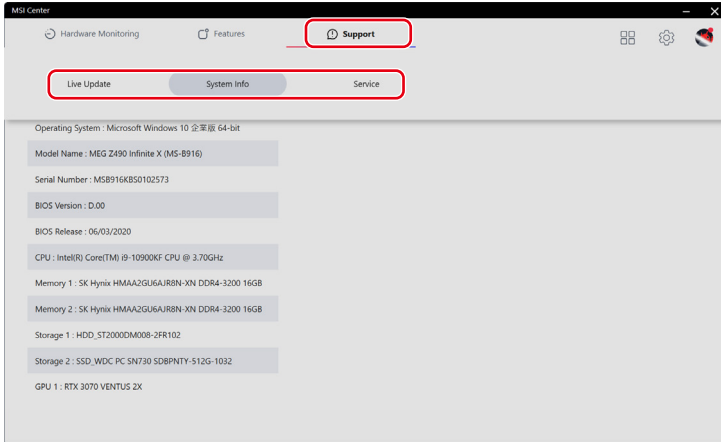 MSI Center
Hardware Monitoring
Features
Support
Live Update
System Info
Service
Operating System : Microsoft Windows 10 企業版 64-bit
Model Name : MEG Z490 Infinite X (MS-B916)
Serial Number : MSB916KBS0102573
BIOS Version : D.00
BIOS Release : 06/03/2020
CPU : Intel(R) Core(TM) i9-10900KF CPU @ 3.70GHz
Memory 1 : SK Hynix HMAA2GU6AJR8N-XN DDR4-3200 16GB
Memory 2 : SK Hynix HMAA2GU6AJR8N-XN DDR4-3200 16GB
Storage 1 : HDD_ST2000DM008-2FR102
Storage 2 : SSD_WDC PC SN730 SDBPNTY-512G-1032
GPU 1 : RTX 3070 VENTUS 2X